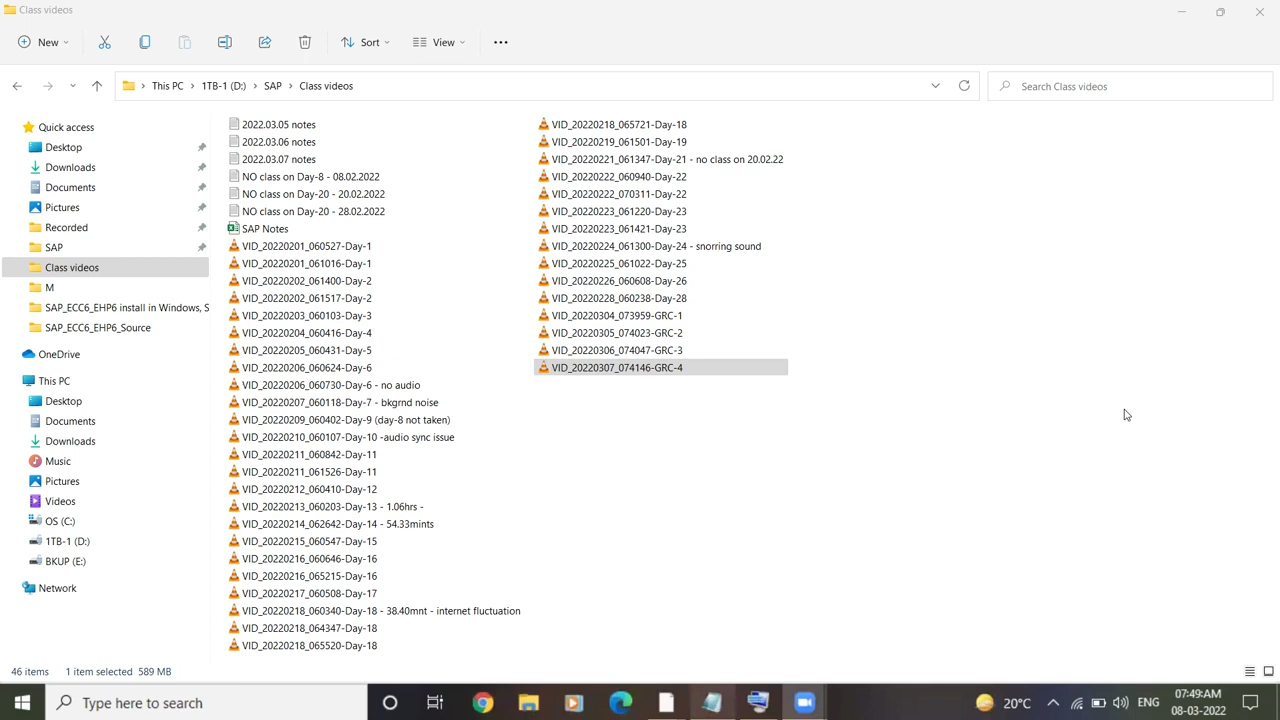 Class videos
New
Sort
View
This PC > 1TB-1 (D:) > SAP > Class videos
Search Class videos
Quick access
Desktop
Downloads
Documents
Pictures
Recorded
SAP
Class videos
M
SAP_ECC6_EHP6 install in Windows, S
SAP_ECC6_EHP6_Source
OneDrive
This PC
Desktop
Documents
Downloads
Music
Pictures
Videos
OS (C:)
1TB-1 (D:)
BKUP (E:)
Network
2022.03.05 notes
2022.03.06 notes
2022.03.07 notes
NO class on Day-8 - 08.02.2022
NO class on Day-20 - 20.02.2022
NO class on Day-20 - 28.02.2022
SAP Notes
VID_20220201_060527-Day-1
VID_20220201_061016-Day-1
VID_20220202_061400-Day-2
VID_20220202_061517-Day-2
VID_20220203_060103-Day-3
VID_20220204_060416-Day-4
VID_20220205_060431-Day-5
VID_20220206_060624-Day-6
VID_20220206_060730-Day-6 - no audio
VID_20220207_060118-Day-7 - bkgrnd noise
VID_20220209_060402-Day-9 (day-8 not taken)
VID_20220210_060107-Day-10 -audio sync issue
VID_20220211_060842-Day-11
VID_20220211_061526-Day-11
VID_20220212_060410-Day-12
VID_20220213_060203-Day-13 - 1.06hrs -
VID_20220214_062642-Day-14 - 54.33mints
VID_20220215_060547-Day-15
VID_20220216_060646-Day-16
VID_20220216_065215-Day-16
VID_20220217_060508-Day-17
VID_20220218_060340-Day-18 - 38.40mnt - internet fluctuation
VID_20220218_064347-Day-18
VID_20220218_065520-Day-18
VID_20220218_065721-Day-18
VID_20220219_061501-Day-19
VID_20220221_061347-Day-21 - no class on 20.02.22
VID_20220222_060940-Day-22
VID_20220222_070311-Day-22
VID_20220223_061220-Day-23
VID_20220223_061421-Day-23
VID_20220224_061300-Day-24 - snorring sound
VID_20220225_061022-Day-25
VID_20220226_060608-Day-26
VID_20220228_060238-Day-28
VID_20220304_073959-GRC-1
VID_20220305_074023-GRC-2
VID_20220306_074047-GRC-3
VID_20220307_074146-GRC-4
46 items 1 item selected 589 MB
Type here to search
20°C
ENG
07:49:AM
08-03-2022